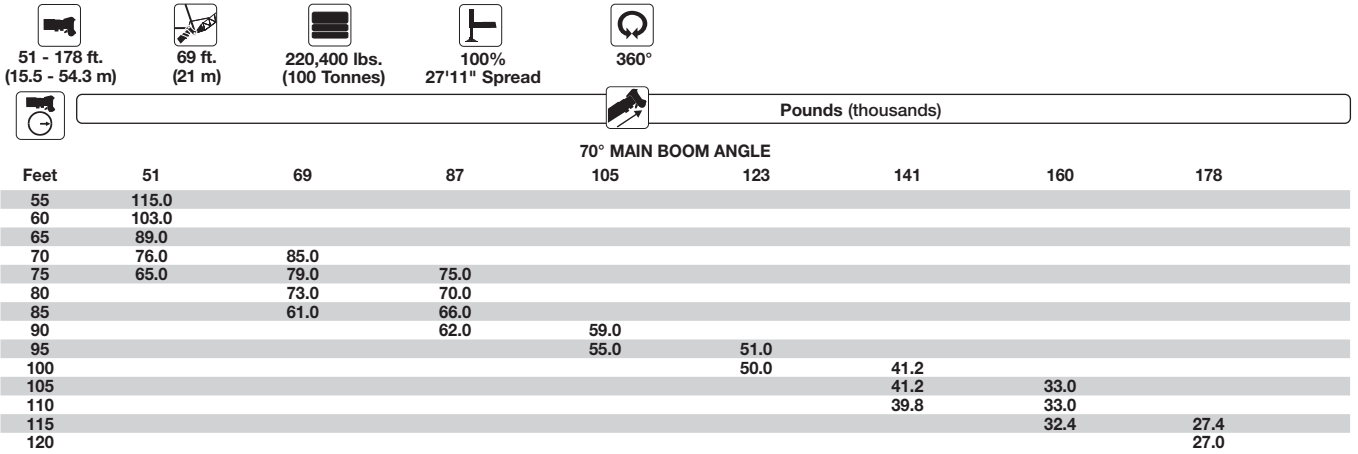 51 - 178 ft. 69 ft. 220,400 lbs. 100% 360°
(15.5 - 54.3 m) (21 m) (100 Tonnes) 27'11" Spread
Pounds (thousands)
70° MAIN BOOM ANGLE
Feet 51 69 87 105 123 141 160 178
55 115.0
60 103.0
65 89.0
70 76.0 85.0
75 65.0 79.0 75.0
80 73.0 70.0
85 61.0 66.0
90 62.0 59.0
95 55.0 51.0
100 50.0 41.2
105 41.2 33.0
110 39.8 33.0
115 32.4 27.4
120 27.0